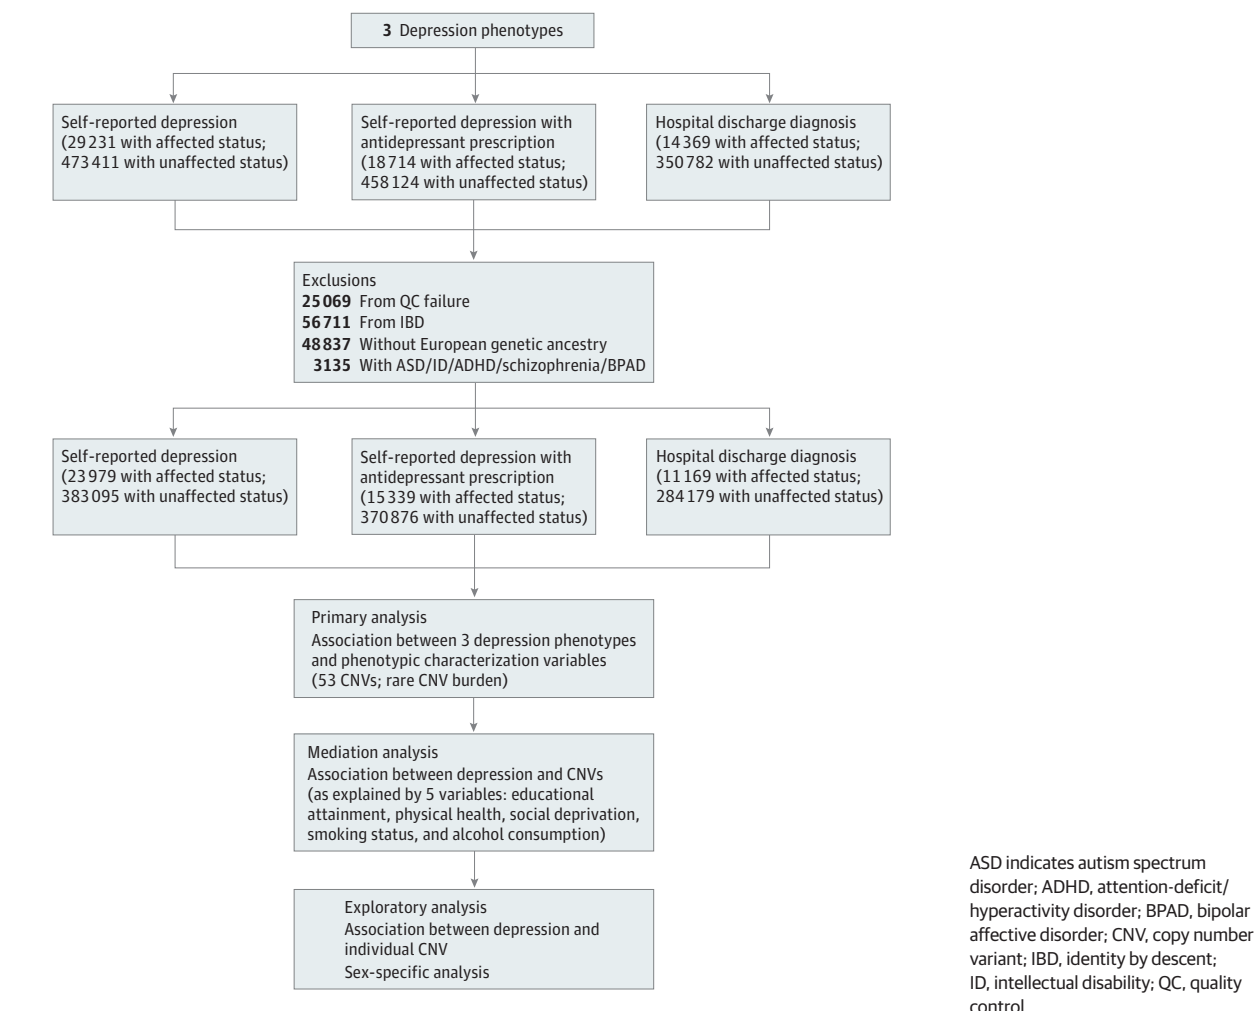 3 Depression phenotypes
Self-reported depression
(29 231 with affected status;
473 411 with unaffected status)
Self-reported depression with
antidepressant prescription
(18 714 with affected status;
458 124 with unaffected status)
Hospital discharge diagnosis
(14 369 with affected status;
350 782 with unaffected status)
Exclusions
25 069 From QC failure
56 711 From IBD
48 837 Without European genetic ancestry
3135 With ASD/ID/ADHD/schizophrenia/BPAD
Self-reported depression
(23 979 with affected status;
383 095 with unaffected status)
Self-reported depression with
antidepressant prescription
(15 339 with affected status;
370 876 with unaffected status)
Hospital discharge diagnosis
(11 169 with affected status;
284 179 with unaffected status)
Primary analysis
Association between 3 depression phenotypes
and phenotypic characterization variables
(53 CNVs; rare CNV burden)
Mediation analysis
Association between depression and CNVs
(as explained by 5 variables: educational
attainment, physical health, social deprivation,
smoking status, and alcohol consumption)
Exploratory analysis
Association between depression and
individual CNV
Sex-specific analysis
ASD indicates autism spectrum
disorder; ADHD, attention-deficit/
hyperactivity disorder; BPAD, bipolar
affective disorder; CNV, copy number
variant; IBD, identity by descent;
ID, intellectual disability; QC, quality
control